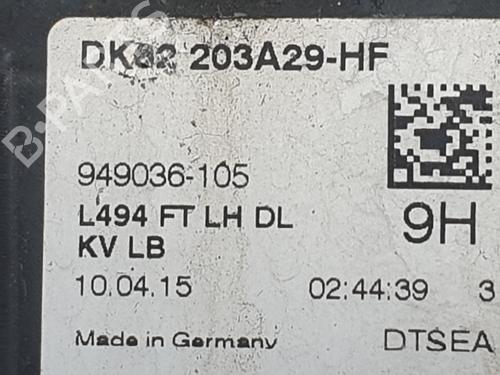 DK62 203A29-HF
949036-105
9H
L494 FT LH DL
KV LB
10.04.15 02:44:39 3
Made in Germany DTSEA
B-PARTS